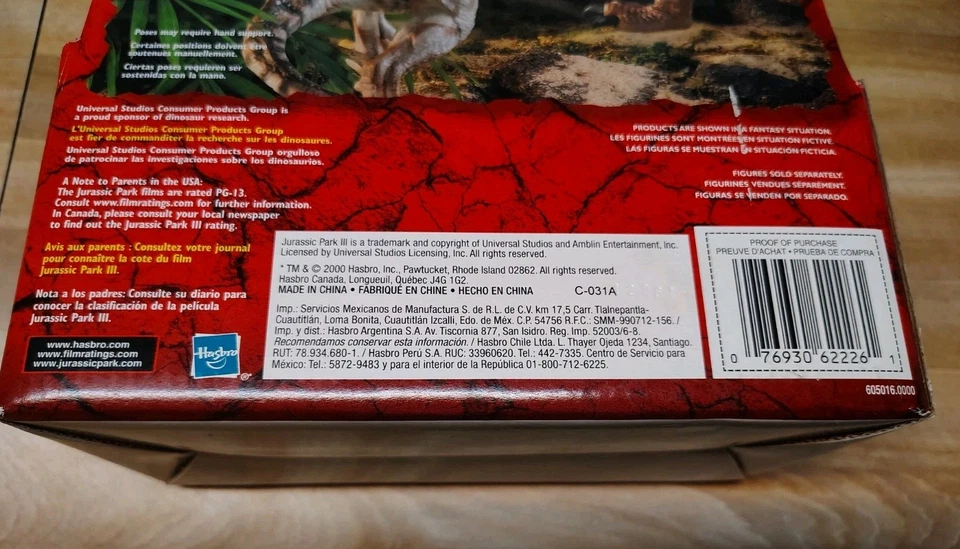 Poses may require hand support.
Certaines positions doivent être
soutenues manuellement.
Ciertas poses requieren ser
sostenidas con la mano.
Universal Studios Consumer Products Group is
a proud sponsor of dinosaur research.
L'Universal Studios Consumer Products Group
est fier de commanditer la recherche sur les dinosaures.
Universal Studios Consumer Products Group orgulloso
de patrocinar las investigaciones sobre los dinosaurios.
A Note to Parents in the USA:
The Jurassic Park films are rated PG-13.
Consult www.filmratings.com for further information.
In Canada, please consult your local newspaper
to find out the Jurassic Park III rating.
Avis aux parents : Consultez votre journal
pour connaître la cote du film
Jurassic Park III.
Nota a los padres: Consulte su diario para
conocer la clasificación de la película
Jurassic Park III.
www.hasbro.com
www.filmratings.com
www.jurassicpark.com
Hasbro
®
PRODUCTS ARE SHOWN IN A FANTASY SITUATION.
LES FIGURINES SONT MONTRÉES EN SITUATION FICTIVE.
LAS FIGURAS SE MUESTRAN EN SITUACIÓN FICTICIA.
FIGURES SOLD SEPARATELY.
FIGURINES VENDUES SÉPARÉMENT.
FIGURAS SE VENDEN POR SEPARADO.
Jurassic Park III is a trademark and copyright of Universal Studios and Amblin Entertainment, Inc.
Licensed by Universal Studios Licensing, Inc. All rights reserved.
* TM & © 2000 Hasbro, Inc., Pawtucket, Rhode Island 02862. All rights reserved.
Hasbro Canada, Longueuil, Québec J4G 1G2.
MADE IN CHINA • FABRIQUÉ EN CHINE • HECHO EN CHINA C-031A
Imp.: Servicios Mexicanos de Manufactura S. de R.L. de C.V. km 17,5 Carr. Tlalnepantla-
Cuautitlán, Loma Bonita, Cuautitlán Izcalli, Edo. de Méx. C.P. 54756 R.F.C.: SMM-990712-156. /
Imp. y dist.: Hasbro Argentina S.A. Av. Tiscornia 877, San Isidro. Reg. Imp. 52003/6-8.
Recomendamos conservar esta información. / Hasbro Chile Ltda. L. Thayer Ojeda 1234, Santiago.
RUT: 78.934.680-1. / Hasbro Perú S.A. RUC: 33960620. Tel.: 442-7335. Centro de Servicio para
México: Tel.: 5872-9483 y para el interior de la República 01-800-712-6225.
PROOF OF PURCHASE
PREUVE D'ACHAT • PRUEBA DE COMPRA
0 76930 62226 1
605016.0000